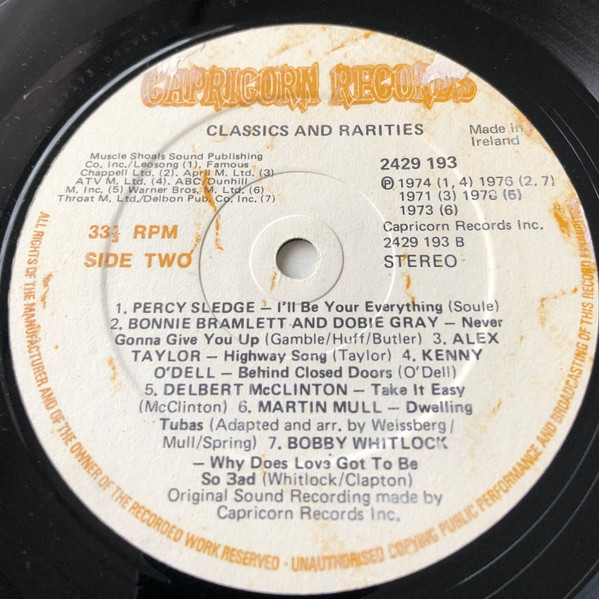 CAPRICORN RECORDS
CLASSICS AND RARITIES
Made in
Ireland
Muscle Shoals Sound Publishing
Co. Inc./Leosong (1), Famous
Chappell Ltd. (2), April M. Ltd. (3)
ATV M. Ltd. (4). ABC/Dunhill
M. Inc. (5) Warner Bros. M. Ltd. (6)
Throat M. Ltd./Delbon Pub. Co. Inc. (7)
2429 193
Ⓟ 1974 (1, 4) 1976 (2, 7)
1971 (3) 1978 (5)
1973 (6)
Capricorn Records Inc.
2429 193 B
STEREO
33⅓ RPM
SIDE TWO
1. PERCY SLEDGE – I'll Be Your Everything (Soule)
2. BONNIE BRAMLETT AND DOBIE GRAY – Never
Gonna Give You Up (Gamble/Huff/Butler) 3. ALEX
TAYLOR – Highway Song (Taylor) 4. KENNY
O'DELL – Behind Closed Doors (O'Dell)
5. DELBERT McCLINTON – Take It Easy
(McClinton) 6. MARTIN MULL – Dwelling
Tubas (Adapted and arr. by Weissberg/
Mull/Spring) 7. BOBBY WHITLOCK
– Why Does Love Got To Be
So Bad (Whitlock/Clapton)
Original Sound Recording made by
Capricorn Records Inc.
ALL RIGHTS OF THE MANUFACTURER AND OF THE OWNER OF THE RECORDED WORK RESERVED - UNAUTHORISED COPYING PUBLIC PERFORMANCE AND BROADCASTING OF THIS RECORD